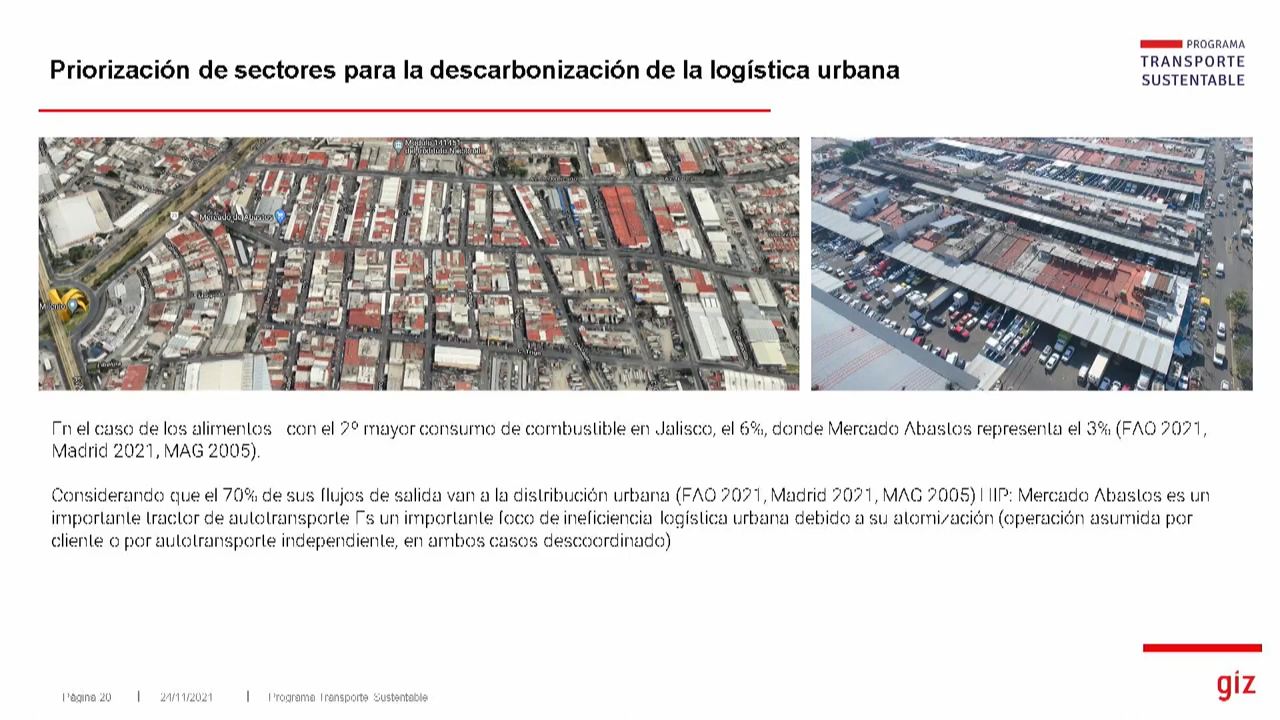 Priorización de sectores para la descarbonización de la logística urbana
PROGRAMA
TRANSPORTE
SUSTENTABLE
Mercado de Abastos
C. Trigo
En el caso de los alimentos con el 2º mayor consumo de combustible en Jalisco, el 6%, donde Mercado Abastos representa el 3% (FAO 2021,
Madrid 2021, MAG 2005).
Considerando que el 70% de sus flujos de salida van a la distribución urbana (FAO 2021, Madrid 2021, MAG 2005) HIP: Mercado Abastos es un
importante tractor de autotransporte Es un importante foco de ineficiencia logística urbana debido a su atomización (operación asumida por
cliente o por autotransporte independiente, en ambos casos descoordinado)
Página 20 | 24/11/2021 | Programa Transporte Sustentable
giz